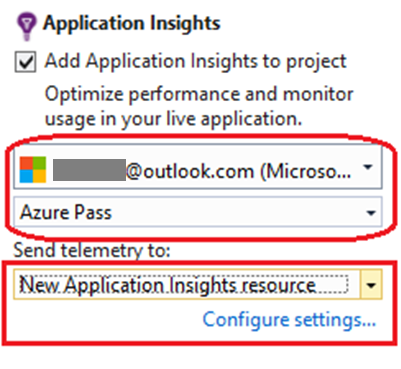 Application Insights
Add Application Insights to project
Optimize performance and monitor
usage in your live application.
@outlook.com (Microso...
Azure Pass
Send telemetry to:
New Application Insights resource
Configure settings...